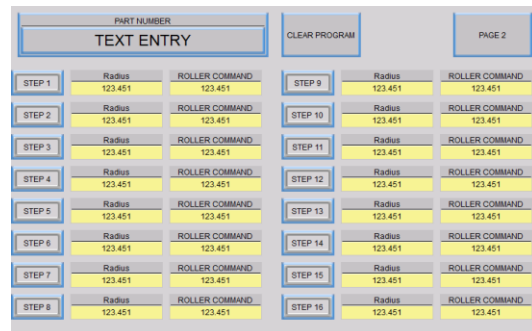 PART NUMBER
TEXT ENTRY
CLEAR PROGRAM
PAGE 2
STEP 1 Radius 123.451 ROLLER COMMAND 123.451
STEP 2 Radius 123.451 ROLLER COMMAND 123.451
STEP 3 Radius 123.451 ROLLER COMMAND 123.451
STEP 4 Radius 123.451 ROLLER COMMAND 123.451
STEP 5 Radius 123.451 ROLLER COMMAND 123.451
STEP 6 Radius 123.451 ROLLER COMMAND 123.451
STEP 7 Radius 123.451 ROLLER COMMAND 123.451
STEP 8 Radius 123.451 ROLLER COMMAND 123.451
STEP 9 Radius 123.451 ROLLER COMMAND 123.451
STEP 10 Radius 123.451 ROLLER COMMAND 123.451
STEP 11 Radius 123.451 ROLLER COMMAND 123.451
STEP 12 Radius 123.451 ROLLER COMMAND 123.451
STEP 13 Radius 123.451 ROLLER COMMAND 123.451
STEP 14 Radius 123.451 ROLLER COMMAND 123.451
STEP 15 Radius 123.451 ROLLER COMMAND 123.451
STEP 16 Radius 123.451 ROLLER COMMAND 123.451